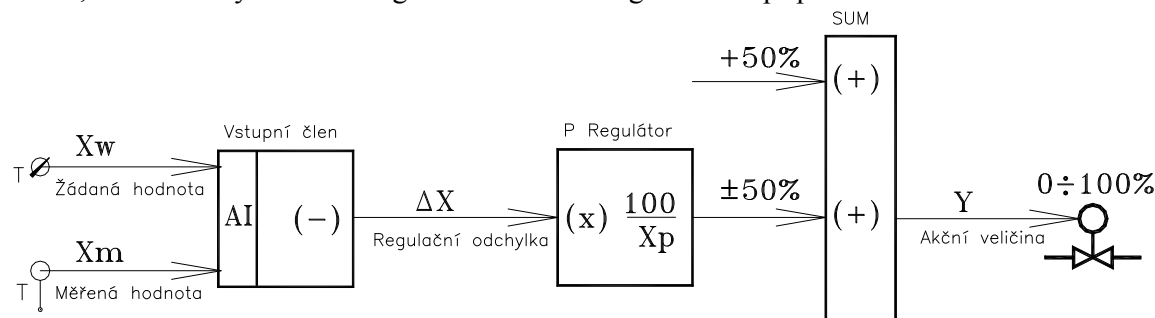 SUM
+50%
(+)
P Regulátor
Vstupní člen
Xw
T
Žádaná hodnota
AI
(-)
ΔX
Regulační odchylka
(x) 100
Xp
±50%
(+)
Y
Akční veličina
0÷100%
Xm
T
Měřená hodnota